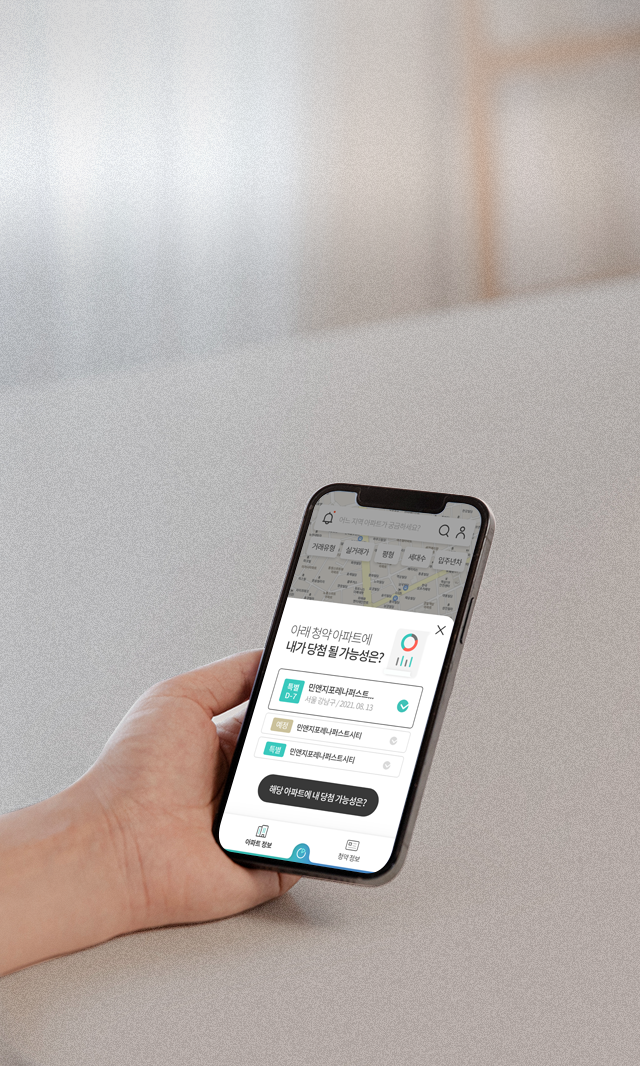 어느 지역 아파트가 궁금하세요?
거래유형 실거래가 평형 세대수 입주년차
아래 청약 아파트에
내가 당첨 될 가능성은?
특별
D-7
민앤지포레나퍼스트...
서울 강남구 / 2021. 08. 13
예정 민앤지포레나퍼스트시티
특별 민앤지포레나퍼스트시티
해당 아파트에 내 당첨 가능성은?
아파트 정보
청약 정보